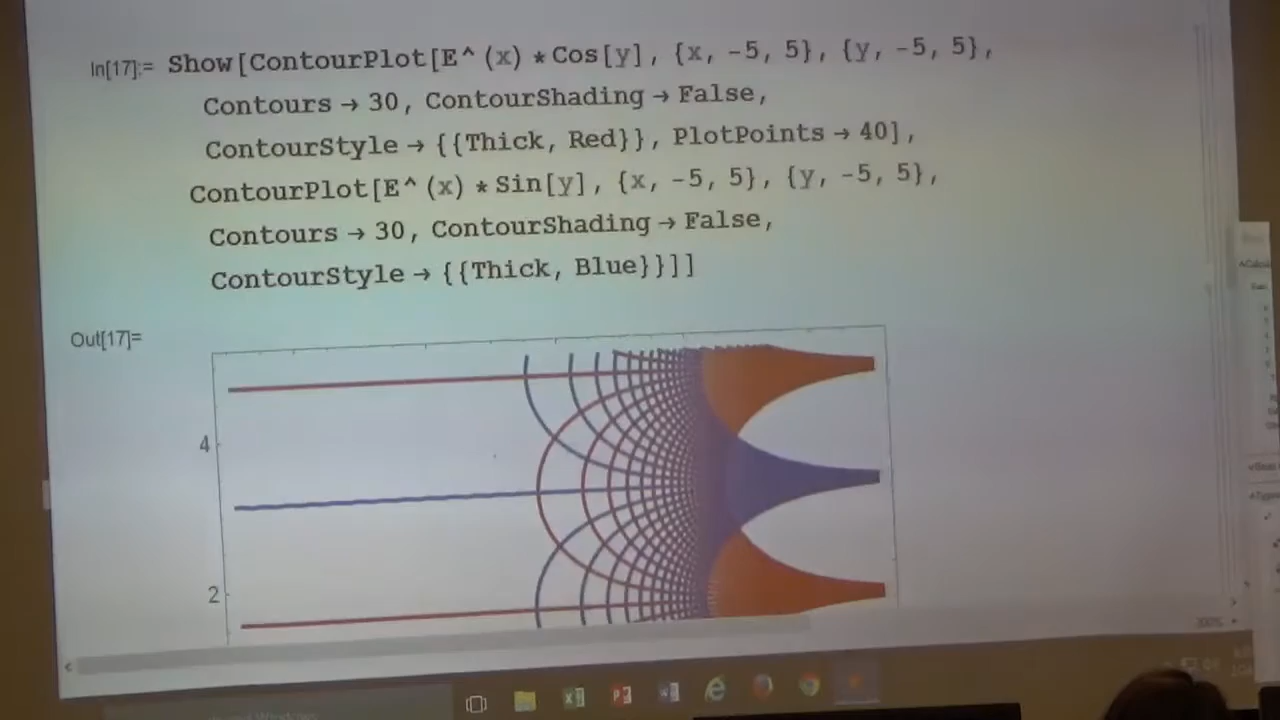 In[17]:= Show[ContourPlot[E^(x)*Cos[y], {x, -5, 5}, {y, -5, 5},
Contours → 30, ContourShading → False,
ContourStyle → {{Thick, Red}}, PlotPoints → 40],
ContourPlot[E^(x)*Sin[y], {x, -5, 5}, {y, -5, 5},
Contours → 30, ContourShading → False,
ContourStyle → {{Thick, Blue}}]]
Out[17]=
4
2